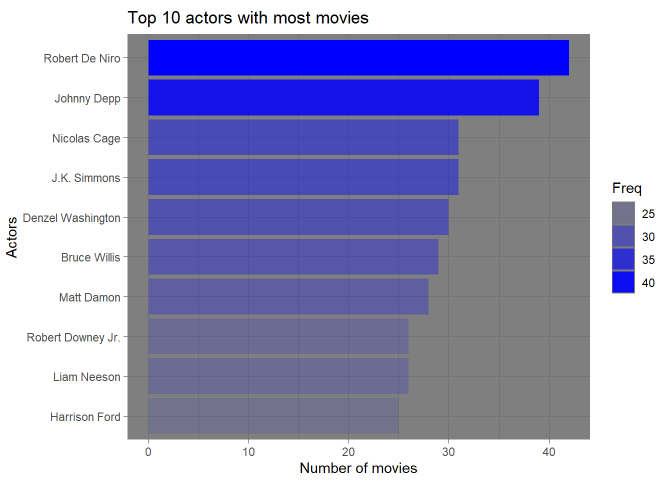 Top 10 actors with most movies
Actors
Robert De Niro
Johnny Depp
Nicolas Cage
J.K. Simmons
Denzel Washington
Bruce Willis
Matt Damon
Robert Downey Jr.
Liam Neeson
Harrison Ford
0 10 20 30 40
Number of movies
Freq
25
30
35
40